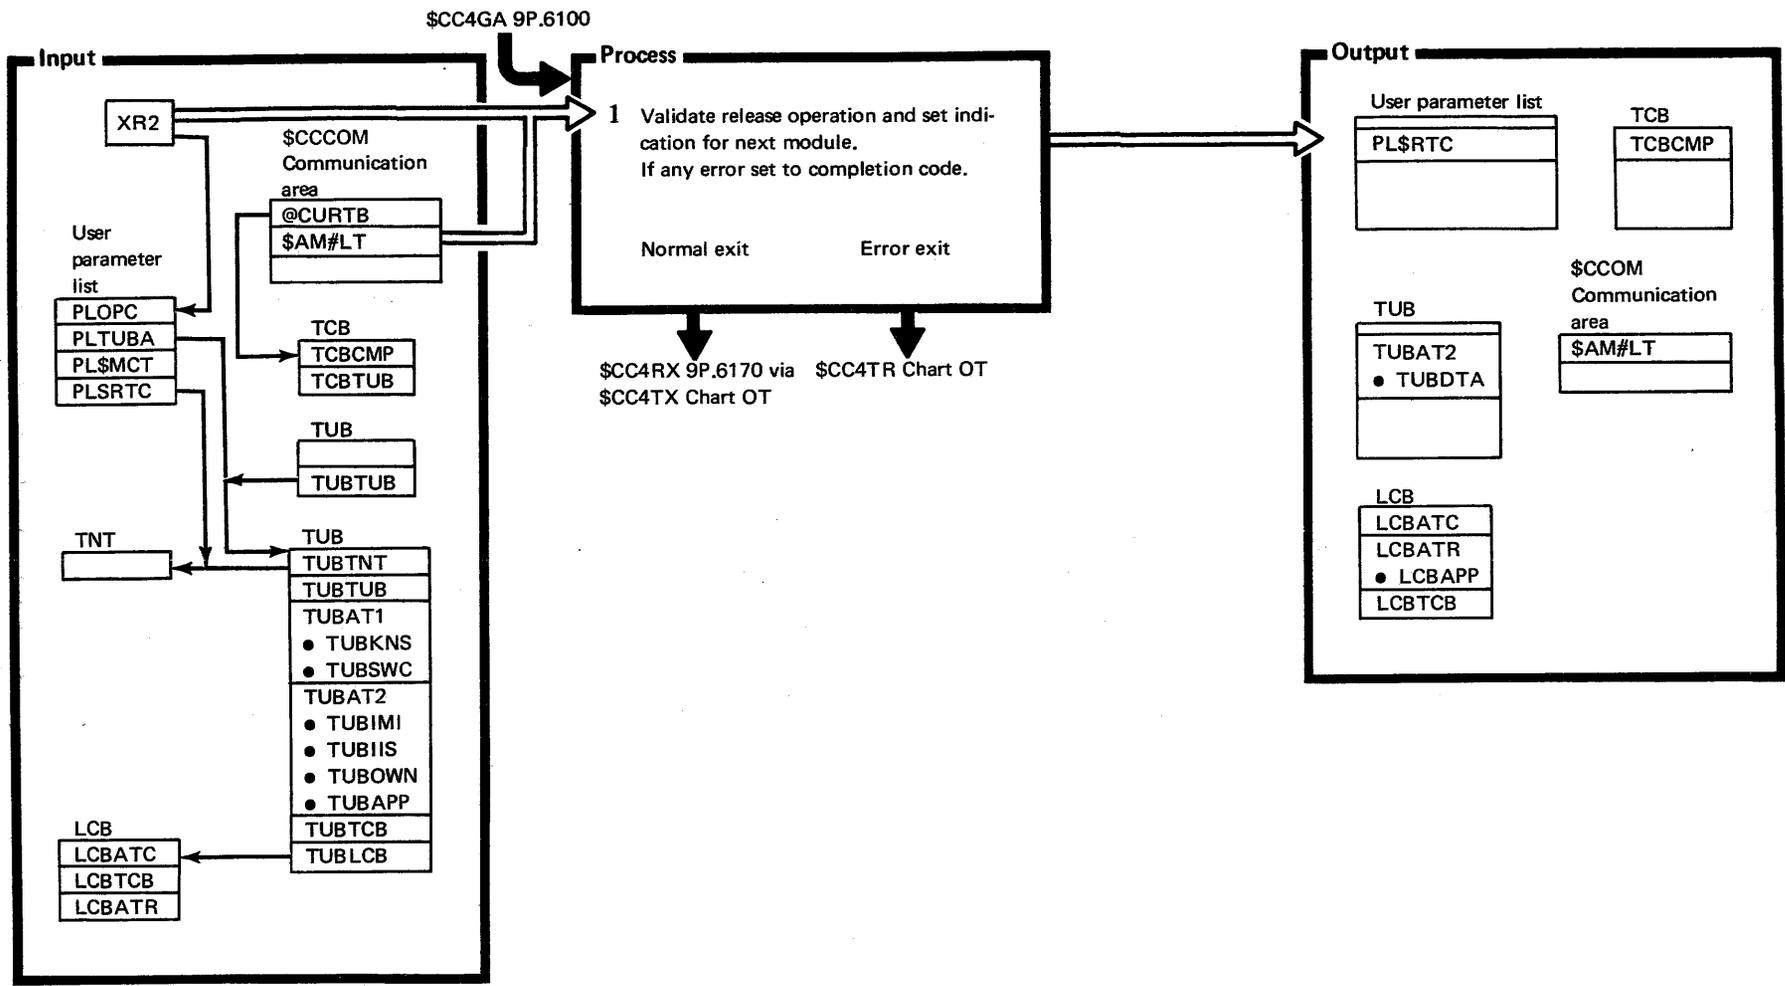 $CC4GA 9P.6100
Input
XR2
$CCCOM
Communication
area
@CURTB
$AM#LT
User
parameter
list
PLOPC
PLTUBA
PL$MCT
PLSRTC
TCB
TCBCMP
TCBTUB
TUB
TUBTUB
TNT
TUB
TUBTNT
TUBTUB
TUBAT1
● TUBKNS
● TUBSWC
TUBAT2
● TUBIMI
● TUBIIS
● TUBOWN
● TUBAPP
TUBTCB
TUBLCB
LCB
LCBATC
LCBTCB
LCBATR
Process
1 Validate release operation and set indi-
cation for next module.
If any error set to completion code.
Normal exit Error exit
$CC4RX 9P.6170 via
$CC4TX Chart OT
$CC4TR Chart OT
Output
User parameter list
PL$RTC
TCB
TCBCMP
TUB
TUBAT2
● TUBDTA
$CCOM
Communication
area
$AM#LT
LCB
LCBATC
LCBATR
● LCBAPP
LCBTCB